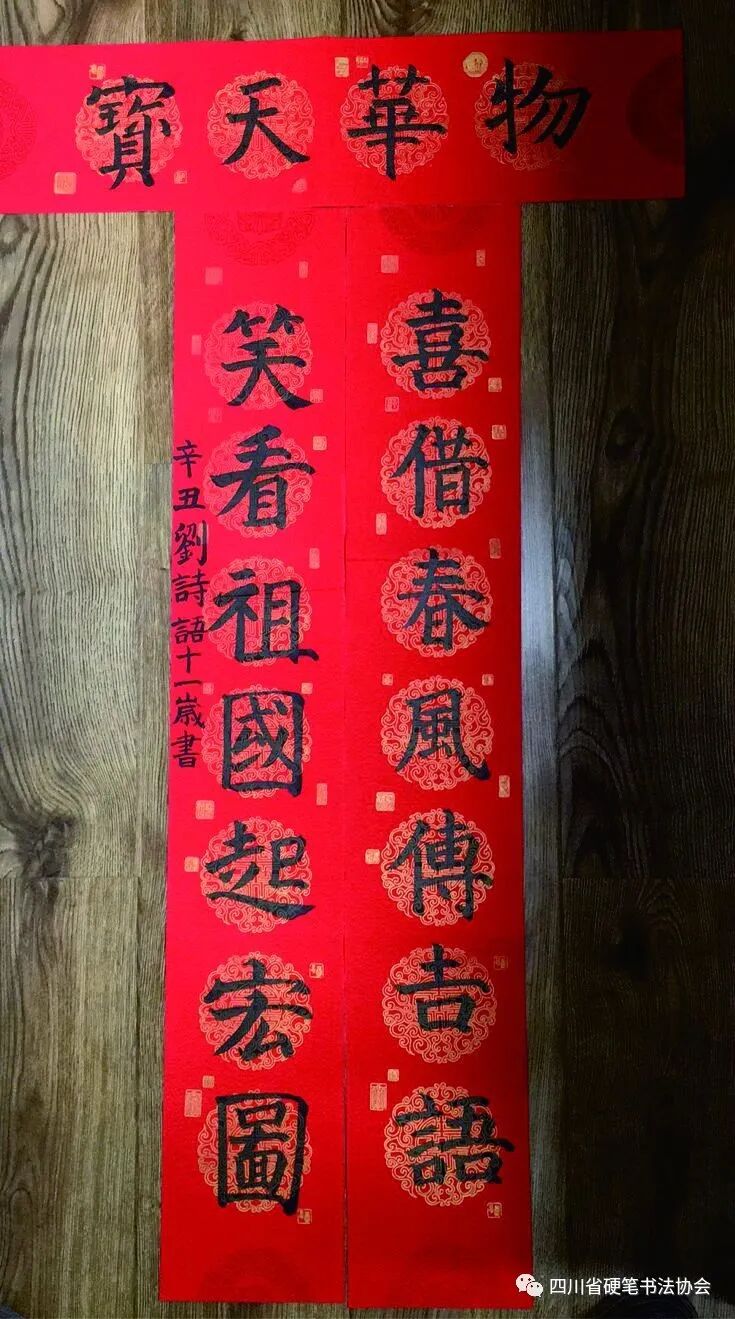 物華天寳
喜借春風傳吉語
笑看祖國起宏圖
辛丑劉詩語十一歲書
四川省硬笔书法协会